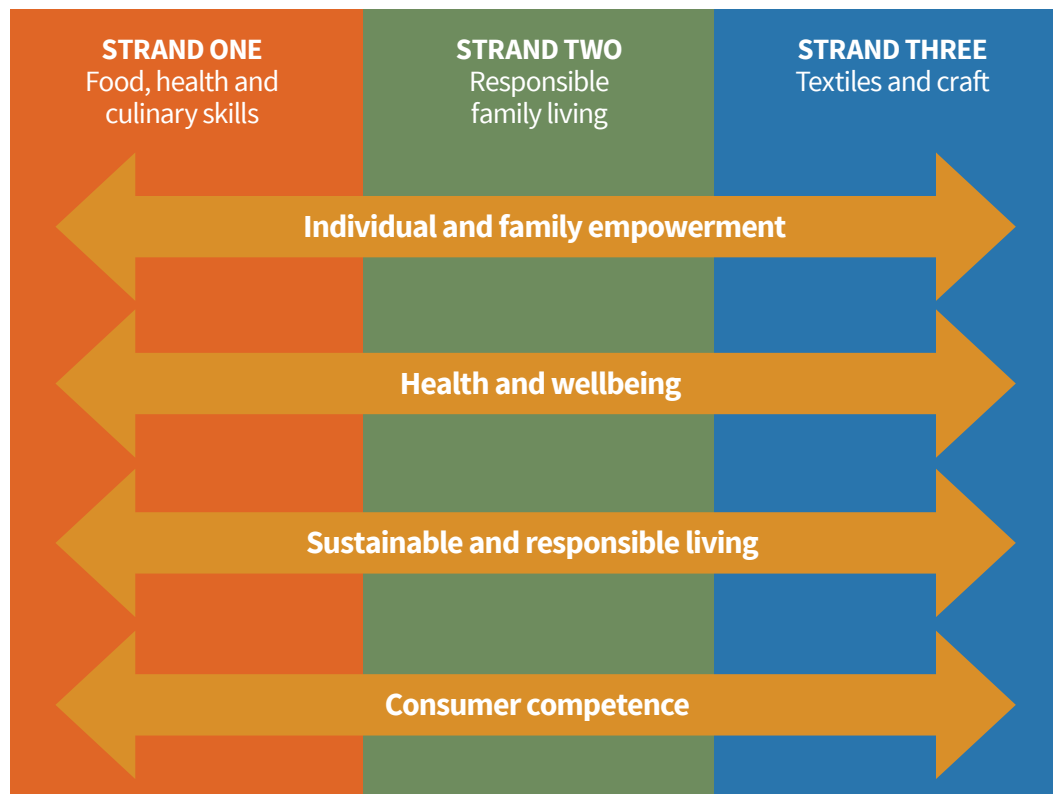 STRAND ONE
Food, health and
culinary skills
STRAND TWO
Responsible
family living
STRAND THREE
Textiles and craft
Individual and family empowerment
Health and wellbeing
Sustainable and responsible living
Consumer competence